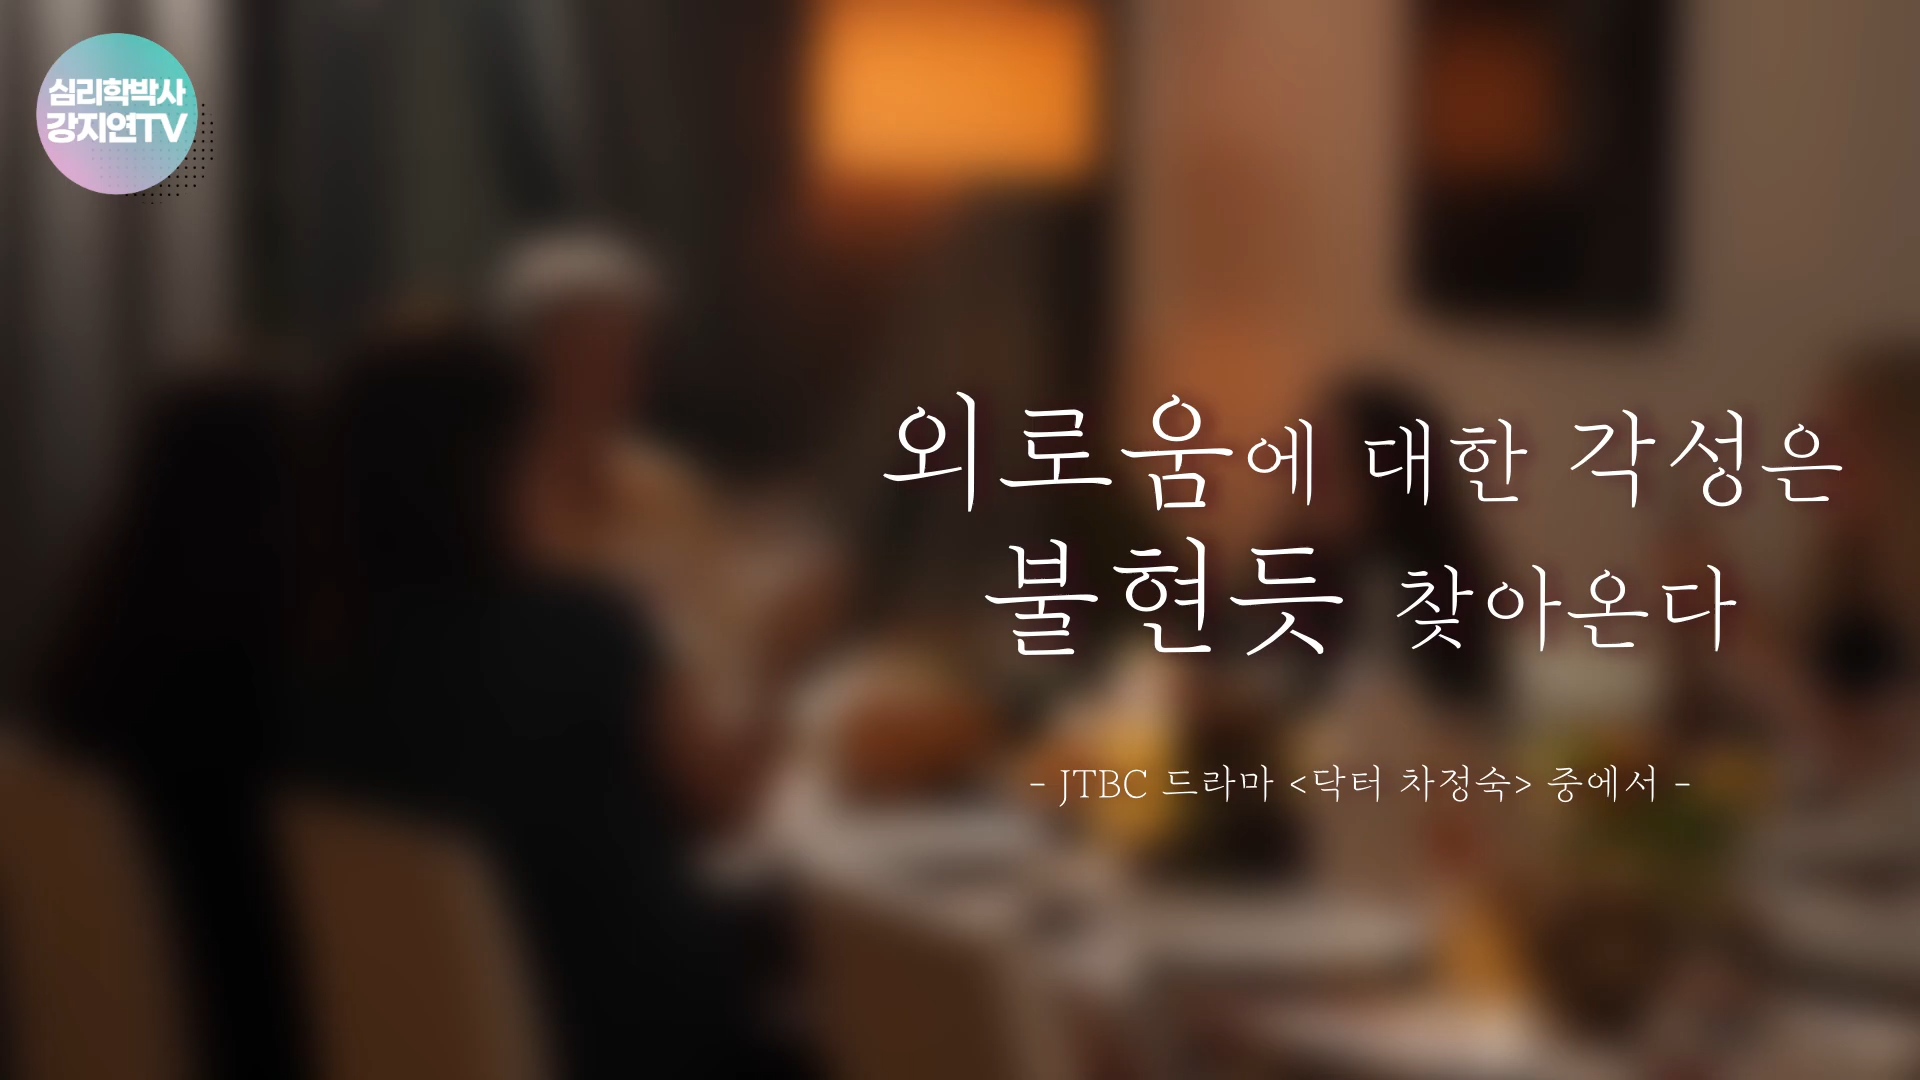 심리학박사
강지연TV
외로움에 대한 각성은
불현듯 찾아온다
- JTBC 드라마 <닥터 차정숙> 중에서 -